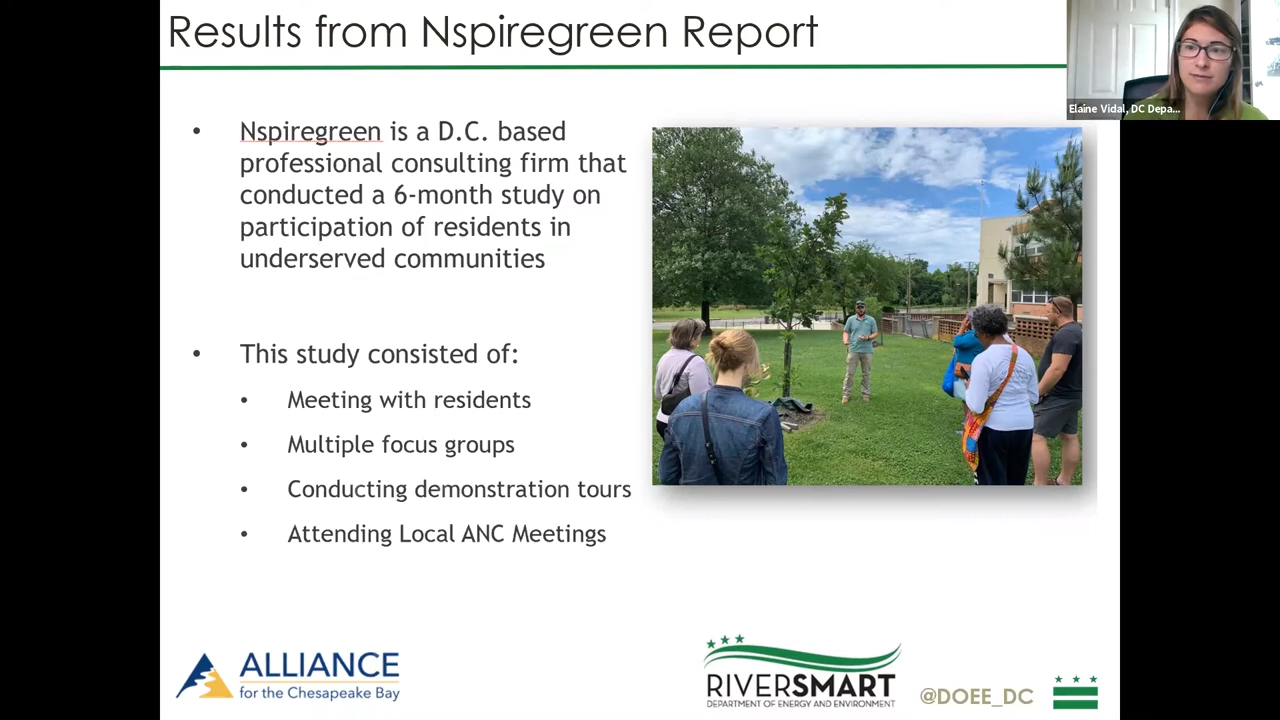 Results from Nspiregreen Report
Elaine Vidal, DC Depa...
• Nspiregreen is a D.C. based
professional consulting firm that
conducted a 6-month study on
participation of residents in
underserved communities
• This study consisted of:
• Meeting with residents
• Multiple focus groups
• Conducting demonstration tours
• Attending Local ANC Meetings
ALLIANCE
for the Chesapeake Bay
RIVERSMART
DEPARTMENT OF ENERGY AND ENVIRONMENT
@DOEE_DC